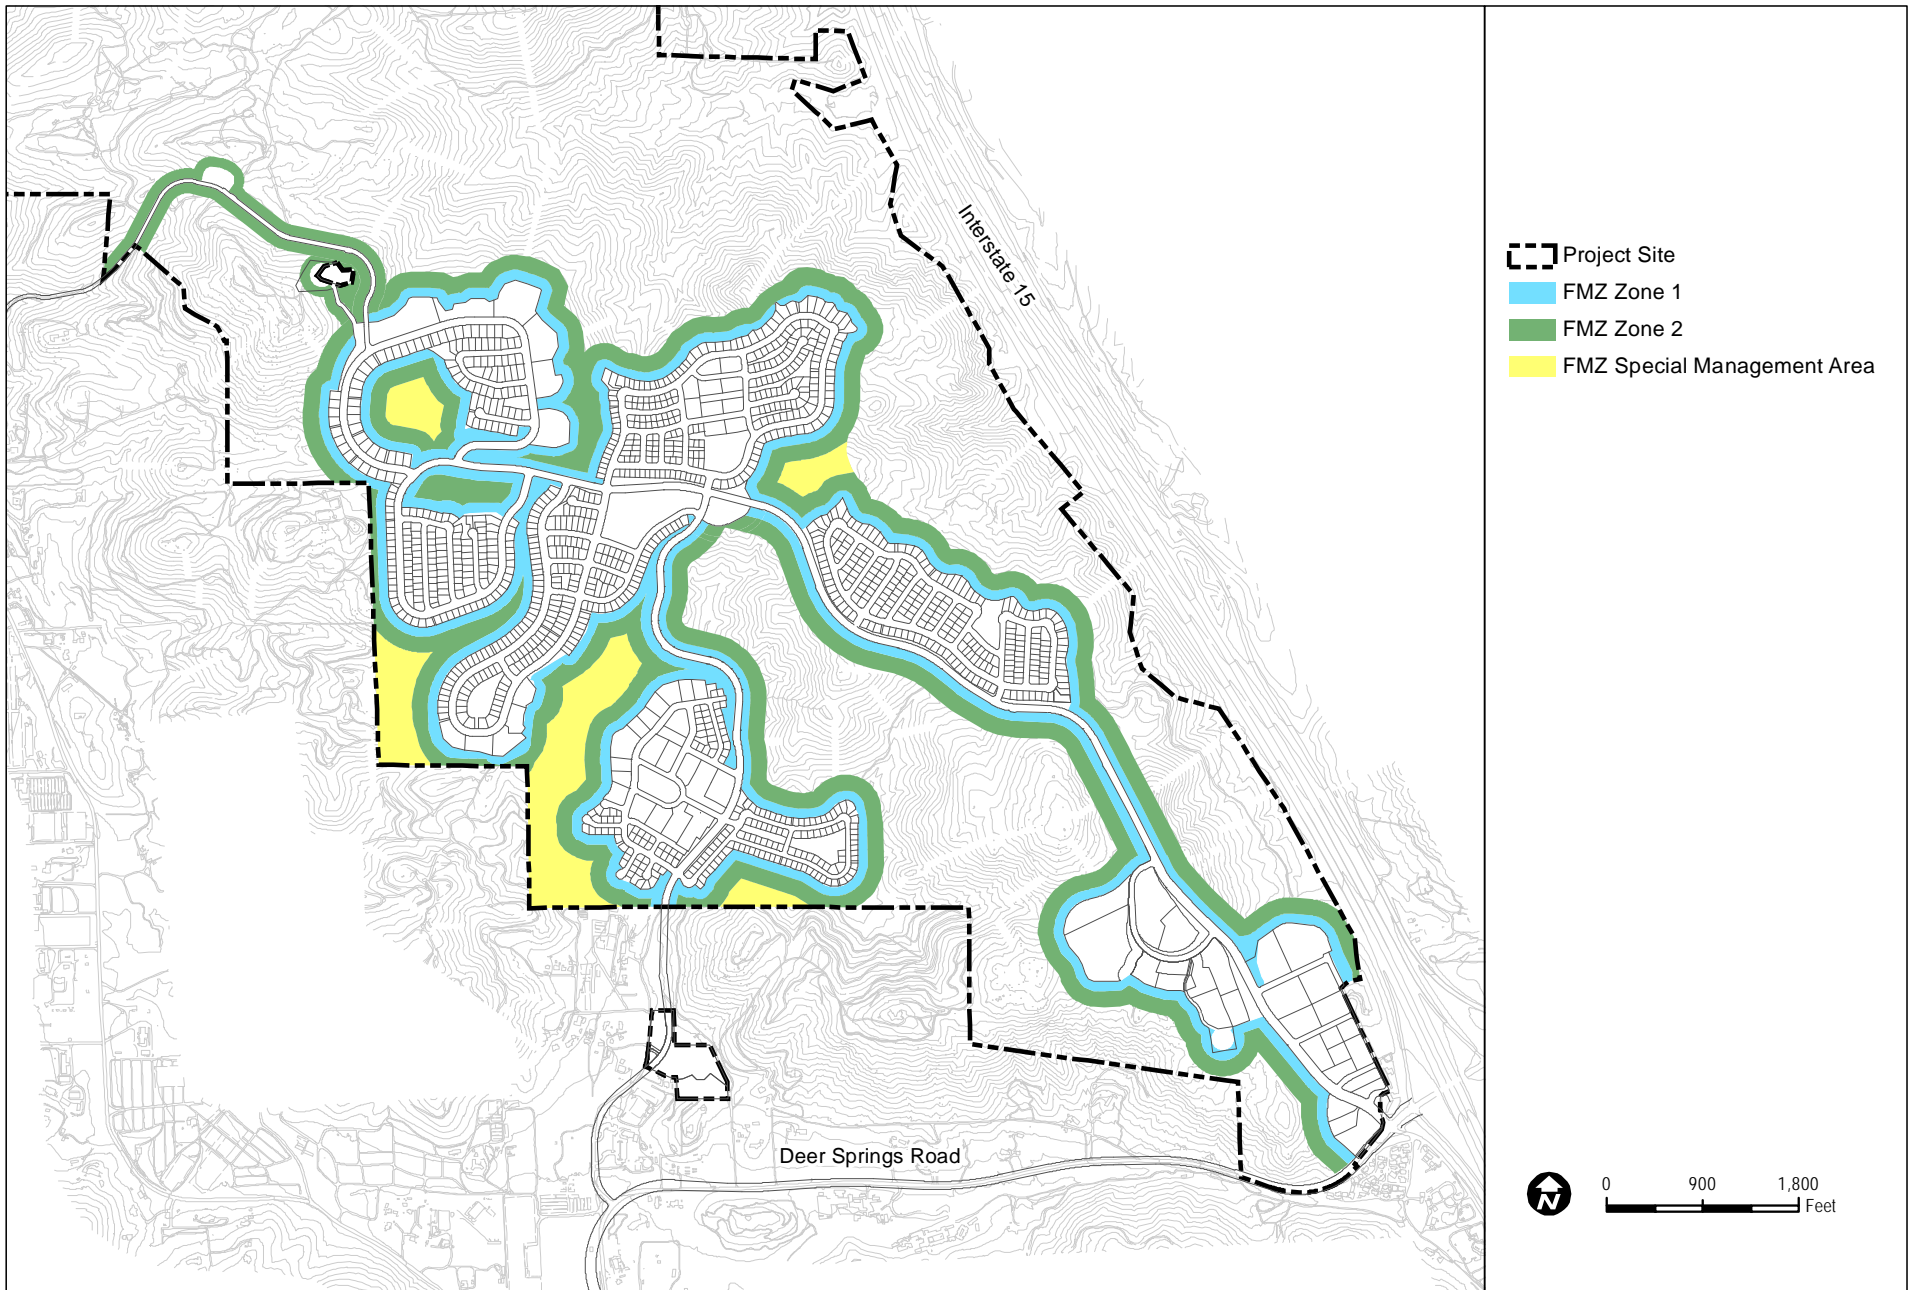 Interstate 15
Deer Springs Road
Project Site
FMZ Zone 1
FMZ Zone 2
FMZ Special Management Area
N
0 900 1,800
Feet